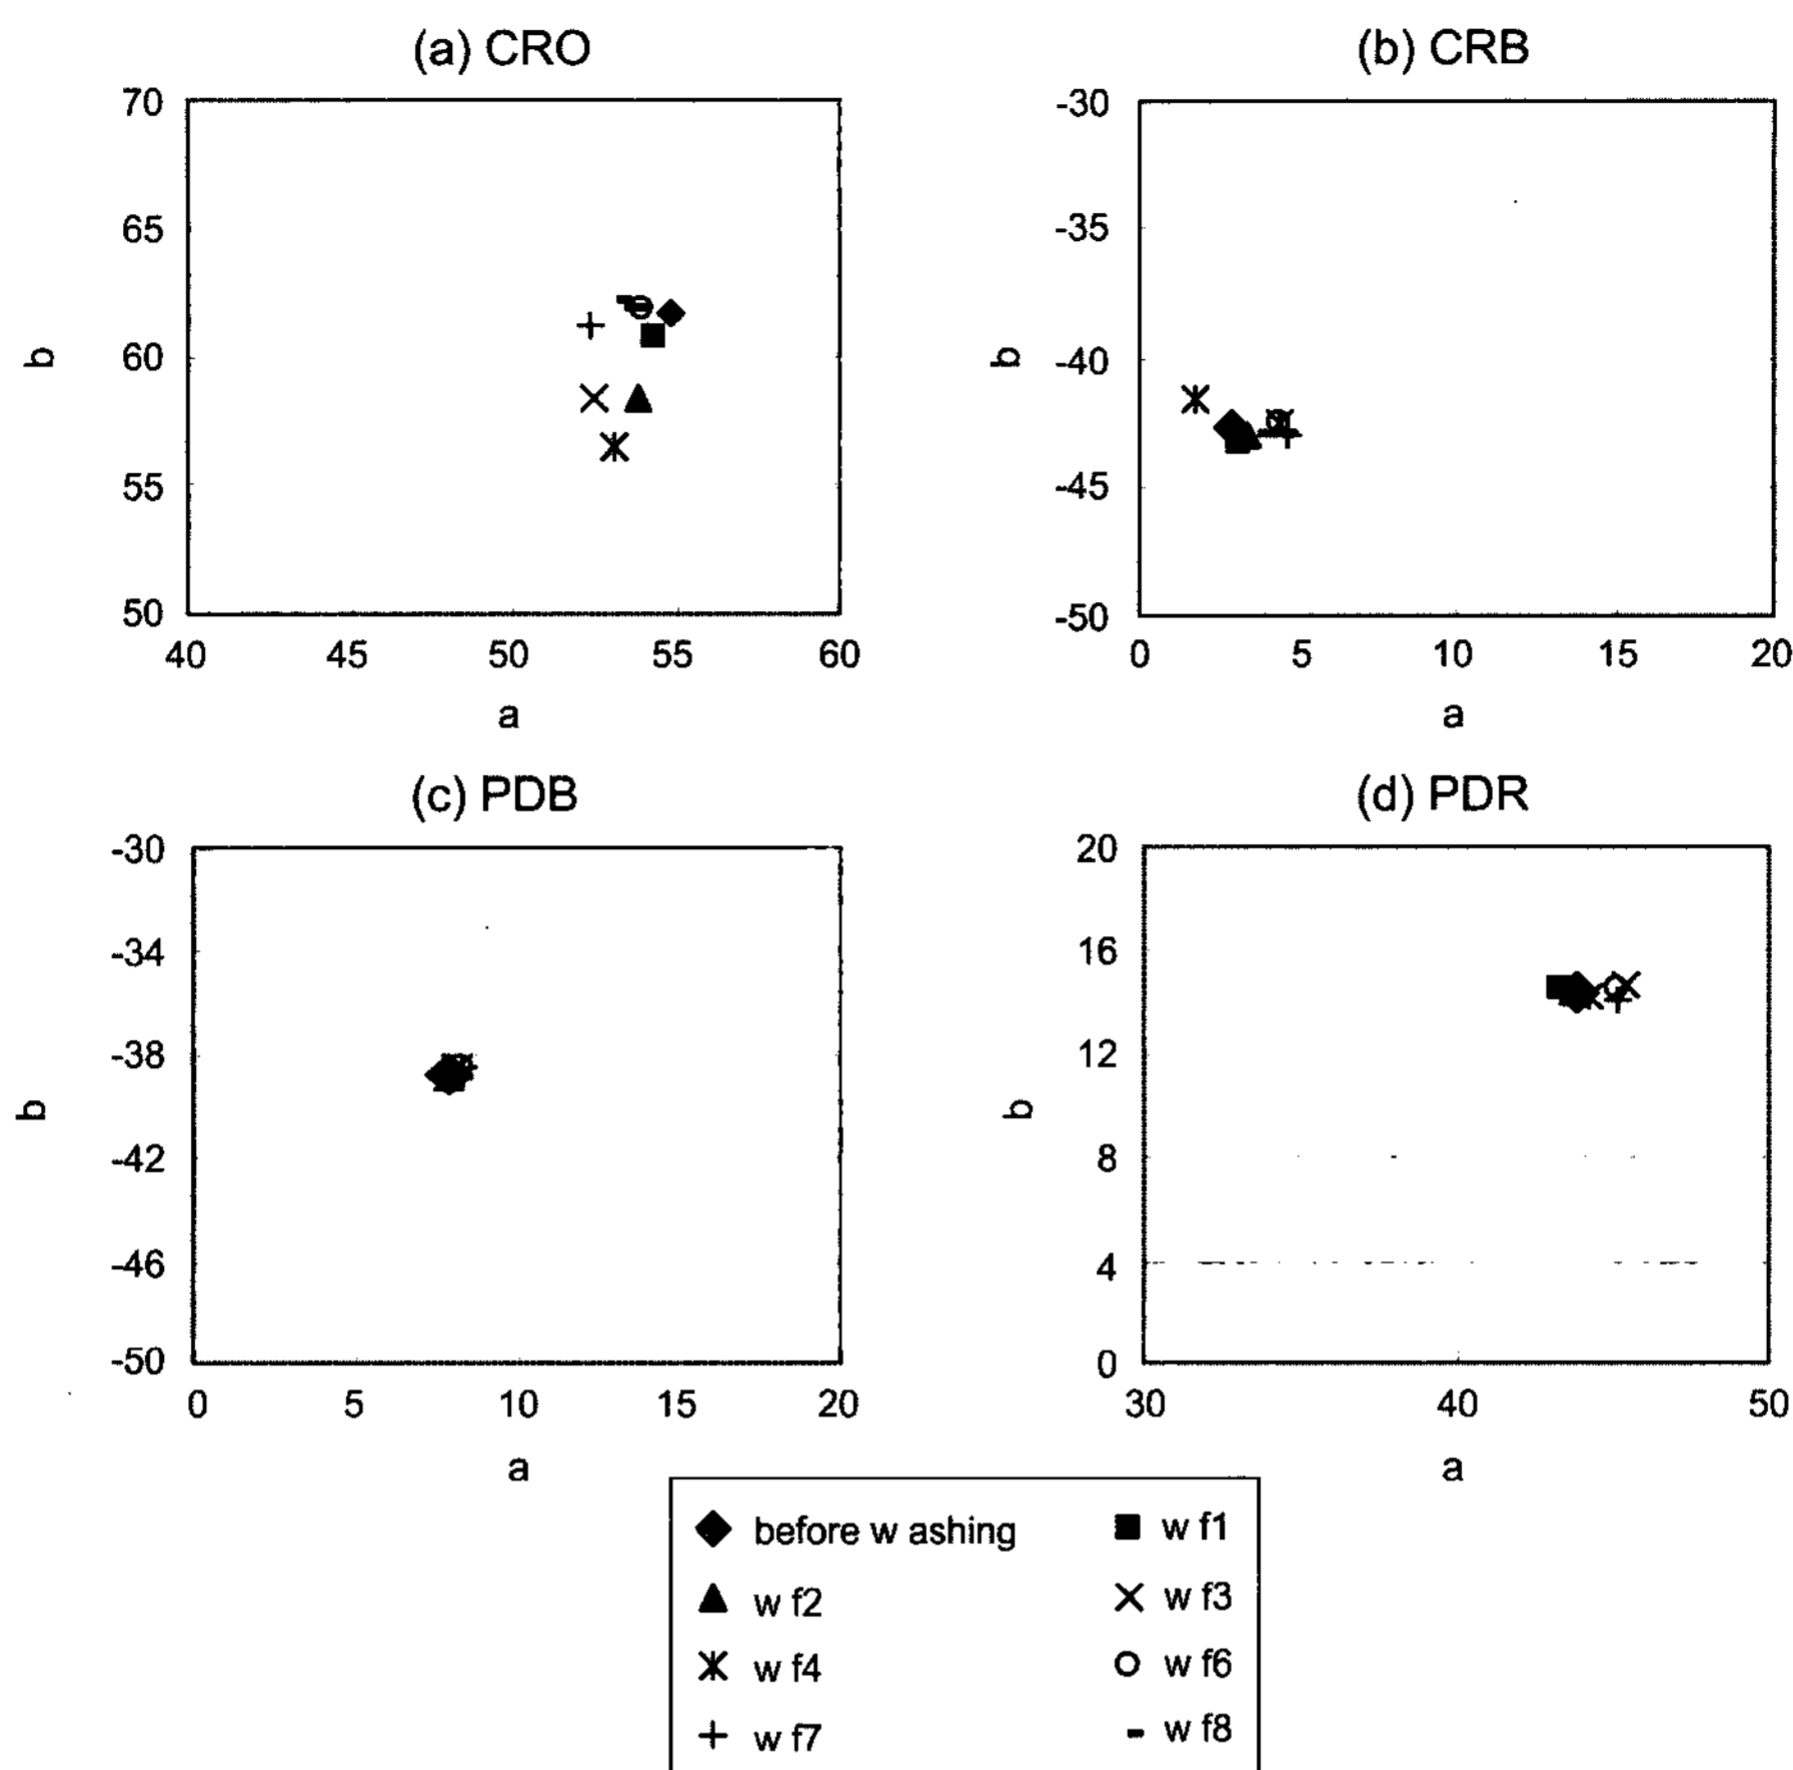 (a) CRO
70
65
60
55
50
40 45 50 55 60
b
a
(b) CRB
-30
-35
-40
-45
-50
0 5 10 15 20
b
a
(c) PDB
-30
-34
-38
-42
-46
-50
0 5 10 15 20
b
a
(d) PDR
20
16
12
8
4
0
30 40 50
b
a
before w ashing
w f1
w f2
w f3
w f4
w f6
w f7
w f8